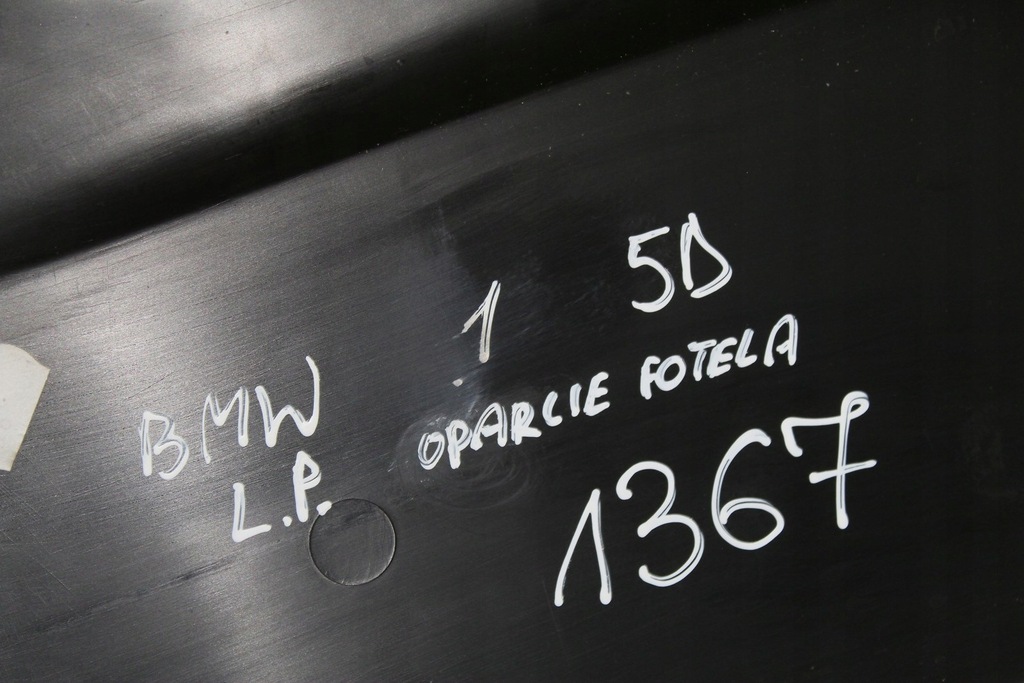 BMW 1 5D
L.P. OPARCIE FOTELA
1367